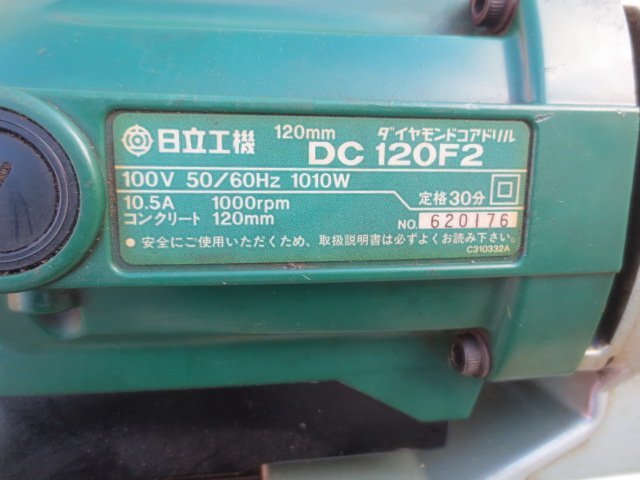 日立工機 120mm ダイヤモンドコアドリル
DC 120F2
100V 50/60Hz 1010W
10.5A 1000rpm 定格30分
コンクリート 120mm NO. 620176
● 安全にご使用いただくため、取扱説明書は必ずよくお読み下さい。
C310332A